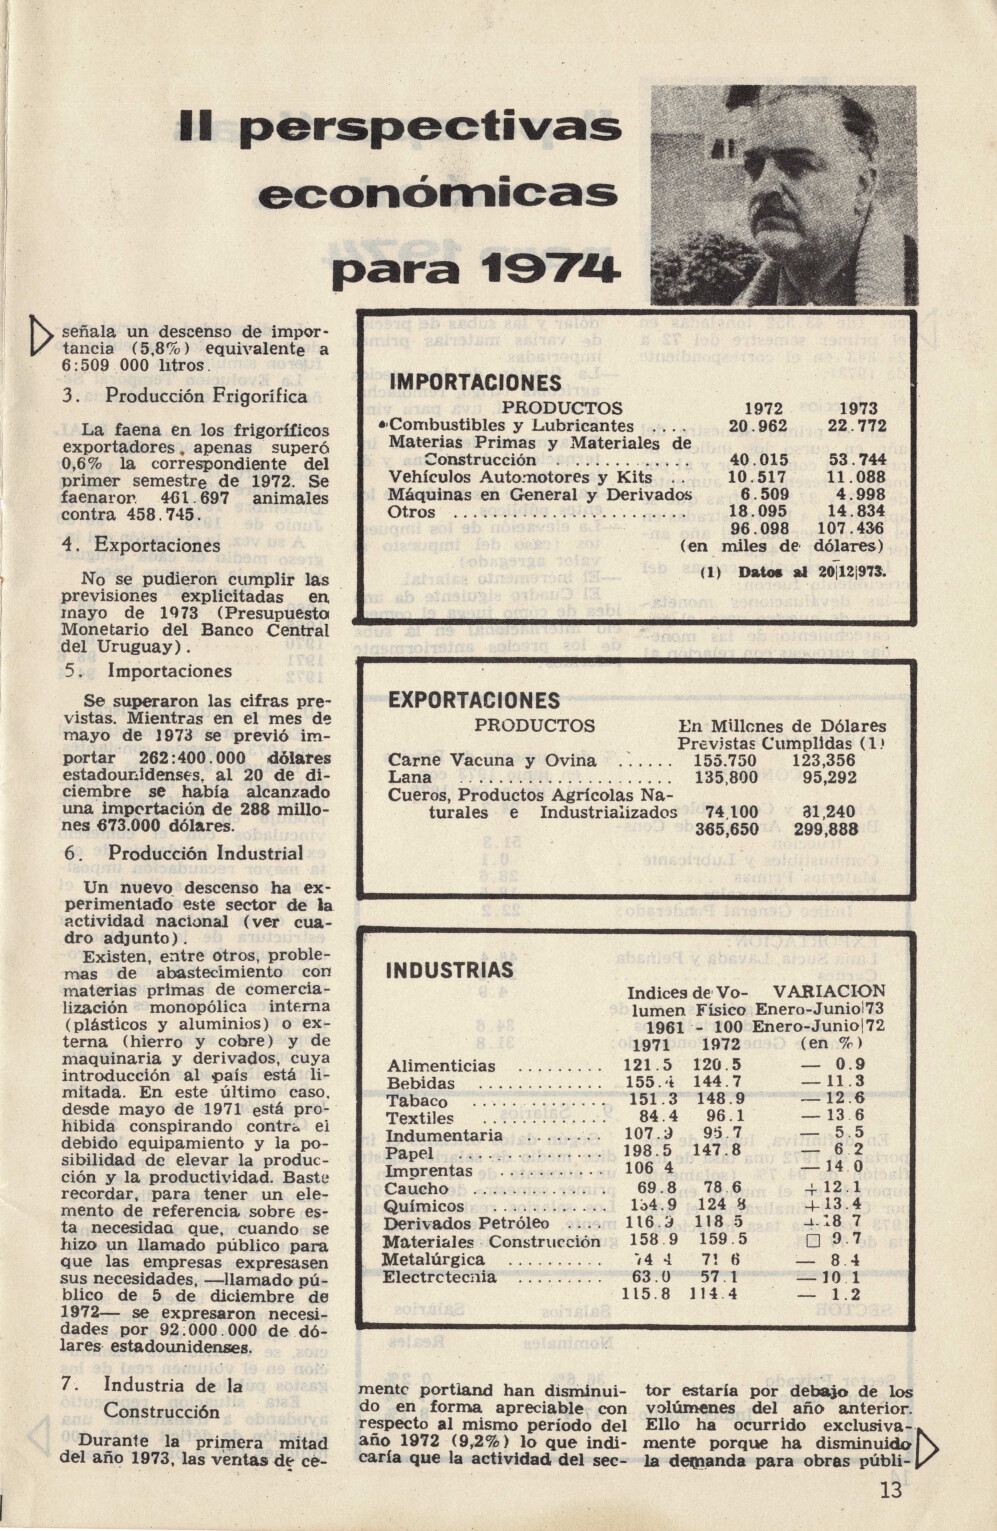 II perspectivas
económicas
para 1974
señala un descenso de impor-
tancia (5,8%) equivalente a
6:509 000 litros.
3. Producción Frigorífica
La faena en los frigoríficos
exportadores, apenas superó
0,6% la correspondiente del
primer semestre de 1972. Se
faenaron 461.697 animales
contra 458.745.
4. Exportaciones
No se pudieron cumplir las
previsiones explicitadas en
mayo de 1973 (Presupuesto
Monetario del Banco Central
del Uruguay).
5. Importaciones
Se superaron las cifras pre-
vistas. Mientras en el mes de
mayo de 1973 se previó im-
portar 262:400.000 dólares
estadounidenses, al 20 de di-
ciembre se había alcanzado
una importación de 288 millo-
nes 673.000 dólares.
6. Producción Industrial
Un nuevo descenso ha ex-
perimentado este sector de la
actividad nacional (ver cua-
dro adjunto).
Existen, entre otros, proble-
mas de abastecimiento con
materias primas de comercia-
lización monopólica interna
(plásticos y aluminios) o ex-
terna (hierro y cobre) y de
maquinaria y derivados, cuya
introducción al país está li-
mitada. En este último caso,
desde mayo de 1971 está pro-
hibida conspirando contra el
debido equipamiento y la po-
sibilidad de elevar la produc-
ción y la productividad. Baste
recordar, para tener un ele-
mento de referencia sobre es-
ta necesidad que, cuando se
hizo un llamado público para
que las empresas expresasen
sus necesidades, —llamado pú-
blico de 5 de diciembre de
1972— se expresaron necesi-
dades por 92.000.000 de dó-
lares estadounidenses.
7. Industria de la
Construcción
Durante la primera mitad
del año 1973, las ventas de ce-
IMPORTACIONES
PRODUCTOS 1972 1973
Combustibles y Lubricantes .... 20.962 22.772
Materias Primas y Materiales de
Construcción ............ 40.015 53.744
Vehículos Automotores y Kits .. 10.517 11.088
Máquinas en General y Derivados 6.509 4.998
Otros ........................ 18.095 14.834
96.098 107.436
(en miles de dólares)
(1) Datos al 20|12|973.
EXPORTACIONES
PRODUCTOS En Millones de Dólares
Previstas Cumplidas (1)
Carne Vacuna y Ovina ...... 155.750 123,356
Lana ........................ 135,800 95,292
Cueros, Productos Agrícolas Na-
turales e Industrializados 74,100 81,240
365,650 299,888
INDUSTRIAS
Indices de Vo- VARIACION
lumen Físico Enero-Junio|73
1961 - 100 Enero-Junio|72
1971 1972 (en %)
Alimenticias ......... 121.5 120.5 — 0.9
Bebidas ............. 155.4 144.7 — 11.3
Tabaco .............. 151.3 148.9 — 12.6
Textiles ............. 84.4 96.1 — 13 6
Indumentaria ........ 107.9 95.7 — 5.5
Papel ............... 198.5 147.8 — 6 2
Imprentas ........... 106 4 — 14 0
Caucho ............. 69.8 78 6 + 12.1
Químicos ............ 134.9 124 8 + 13.4
Derivados Petróleo .... 116.9 118 5 + 18 7
Materiales Construcción 158 9 159.5 □ 9.7
Metalúrgica .......... 74 4 71 6 — 8 4
Electrotecnia ......... 63.0 57.1 — 10 1
115.8 114.4 — 1.2
mento portland han disminui-
do en forma apreciable con
respecto al mismo período del
año 1972 (9,2%) lo que indi-
caría que la actividad del sec-
tor estaría por debajo de los
volúmenes del año anterior.
Ello ha ocurrido exclusiva-
mente porque ha disminuido
la demanda para obras públi-
13